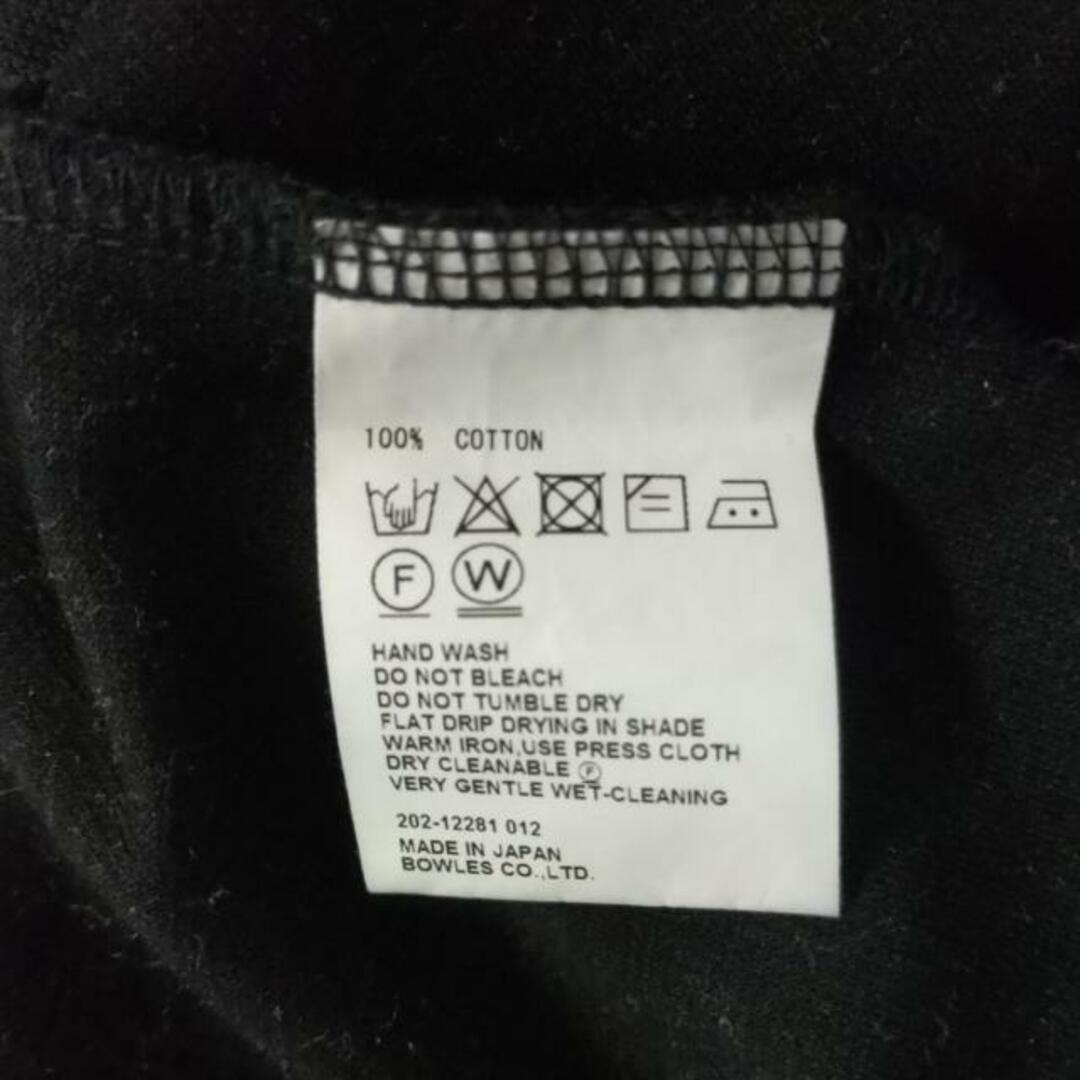 100% COTTON
F W
HAND WASH
DO NOT BLEACH
DO NOT TUMBLE DRY
FLAT DRIP DRYING IN SHADE
WARM IRON,USE PRESS CLOTH
DRY CLEANABLE Ⓕ
VERY GENTLE WET-CLEANING
202-12281 012
MADE IN JAPAN
BOWLES CO.,LTD.